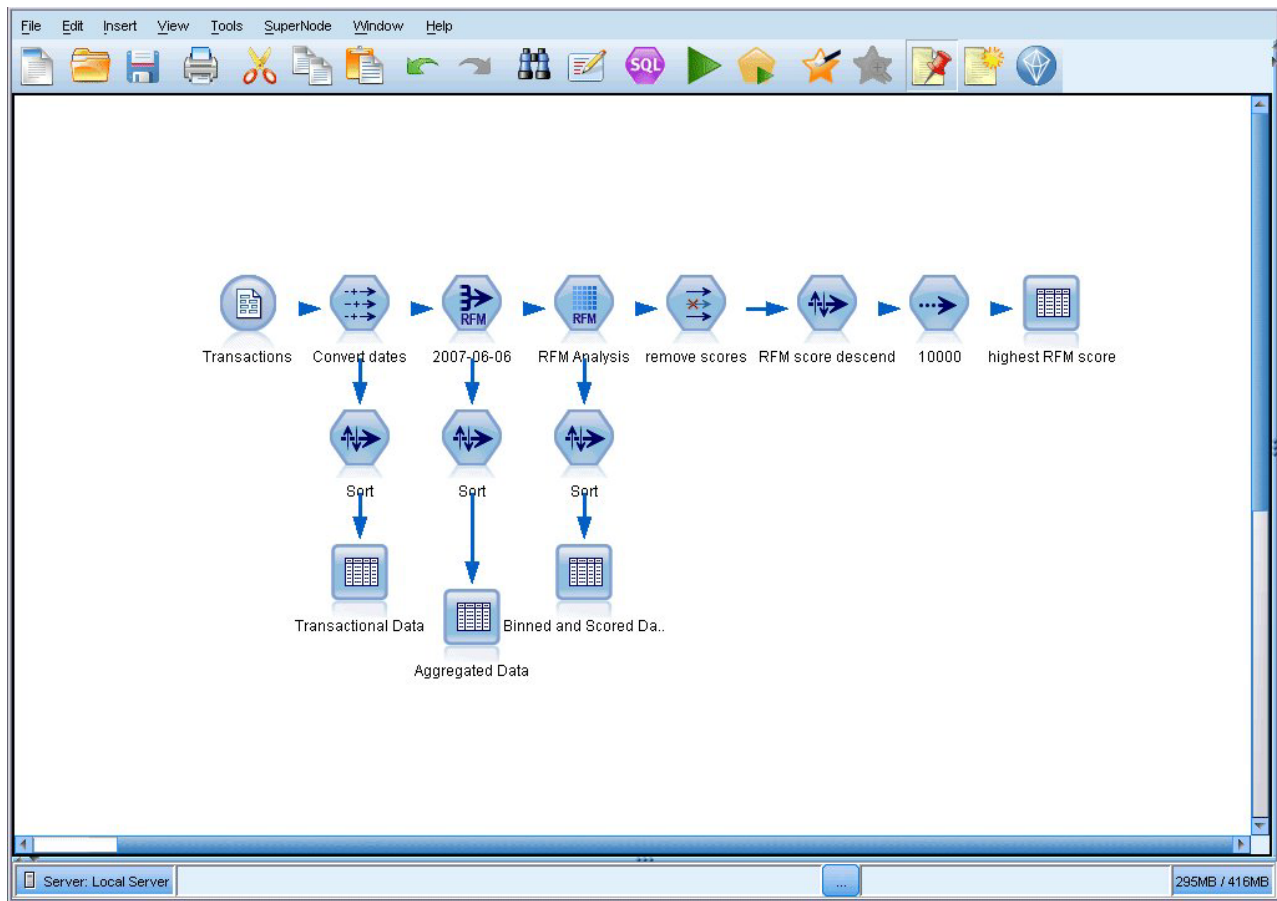 File Edit Insert View Tools SuperNode Window Help
SQL
RFM RFM
Transactions Convert dates 2007-06-06 RFM Analysis remove scores RFM score descend 10000 highest RFM score
Sort Sort Sort
Transactional Data Binned and Scored Da..
Aggregated Data
Server: Local Server ... 295MB / 416MB